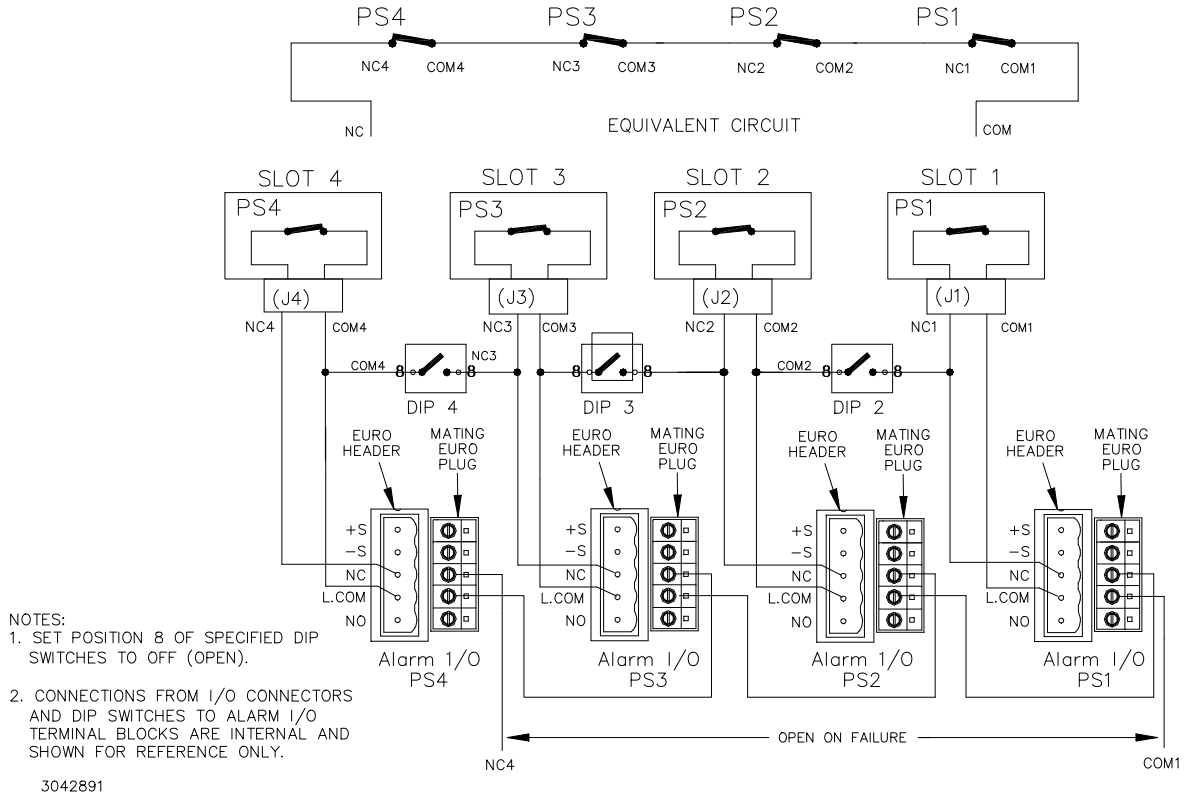 PS4 PS3 PS2 PS1
NC4 COM4 NC3 COM3 NC2 COM2 NC1 COM1
NC EQUIVALENT CIRCUIT COM
SLOT 4 SLOT 3 SLOT 2 SLOT 1
PS4 PS3 PS2 PS1
(J4) (J3) (J2) (J1)
NC4 COM4 NC3 COM3 NC2 COM2 NC1 COM1
COM4 8 8 NC3 8 8 COM2 8 8
DIP 4 DIP 3 DIP 2
EURO HEADER
MATING EURO PLUG
EURO HEADER
MATING EURO PLUG
EURO HEADER
MATING EURO PLUG
EURO HEADER
MATING EURO PLUG
+S +S +S +S
-S -S -S -S
NC NC NC NC
L.COM L.COM L.COM L.COM
NO NO NO NO
Alarm 1/O Alarm I/O Alarm 1/O Alarm I/O
PS4 PS3 PS2 PS1
NOTES:
1. SET POSITION 8 OF SPECIFIED DIP
SWITCHES TO OFF (OPEN).
2. CONNECTIONS FROM I/O CONNECTORS
AND DIP SWITCHES TO ALARM I/O
TERMINAL BLOCKS ARE INTERNAL AND
SHOWN FOR REFERENCE ONLY.
OPEN ON FAILURE
NC4 COM1
3042891